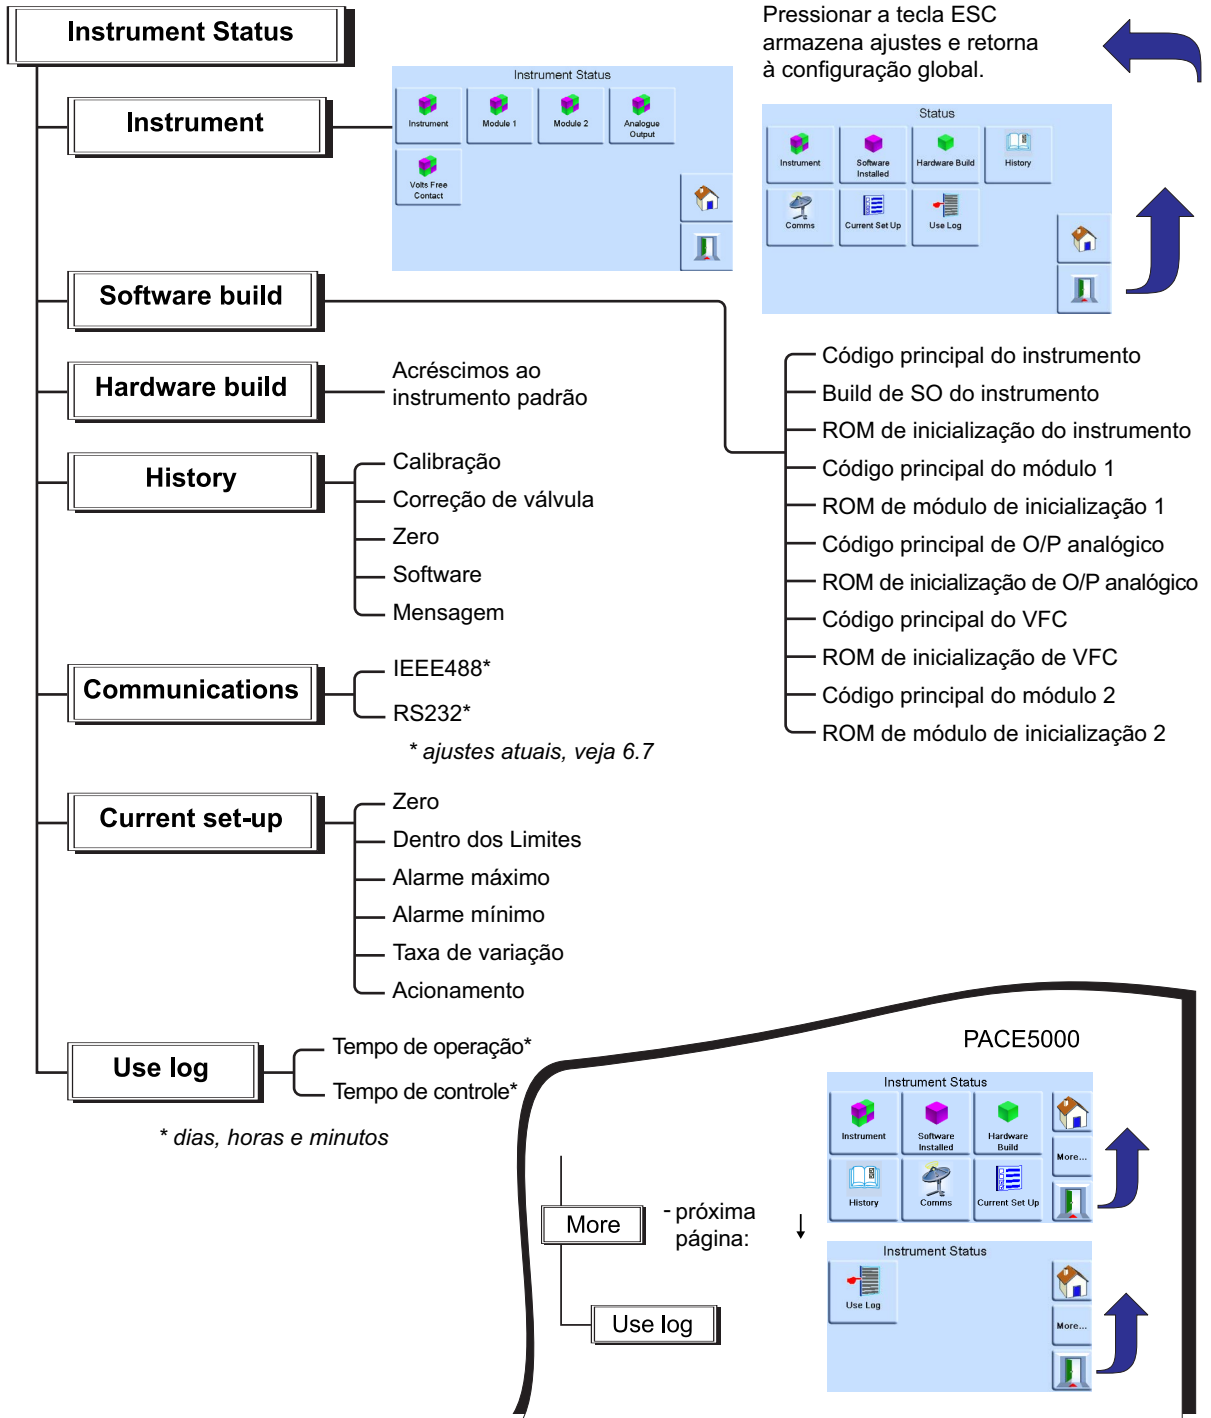 Instrument Status
Pressionar a tecla ESC
armazena ajustes e retorna
à configuração global.
Instrument
Instrument Status
Instrument
Module 1
Module 2
Analogue
Output
Volts Free
Contact
Status
Instrument
Software
Installed
Hardware Build
History
Comms
Current Set Up
Use Log
Software build
Hardware build
Acréscimos ao
instrumento padrão
History
Calibração
Correção de válvula
Zero
Software
Mensagem
Código principal do instrumento
Build de SO do instrumento
ROM de inicialização do instrumento
Código principal do módulo 1
ROM de módulo de inicialização 1
Código principal de O/P analógico
ROM de inicialização de O/P analógico
Código principal do VFC
ROM de inicialização de VFC
Código principal do módulo 2
ROM de módulo de inicialização 2
Communications
IEEE488*
RS232*
* ajustes atuais, veja 6.7
Current set-up
Zero
Dentro dos Limites
Alarme máximo
Alarme mínimo
Taxa de variação
Acionamento
Use log
Tempo de operação*
Tempo de controle*
* dias, horas e minutos
PACE5000
Instrument Status
Instrument
Software
Installed
Hardware
Build
More...
History
Comms
Current Set Up
More
- próxima
página:
Instrument Status
Use Log
More...
Use log